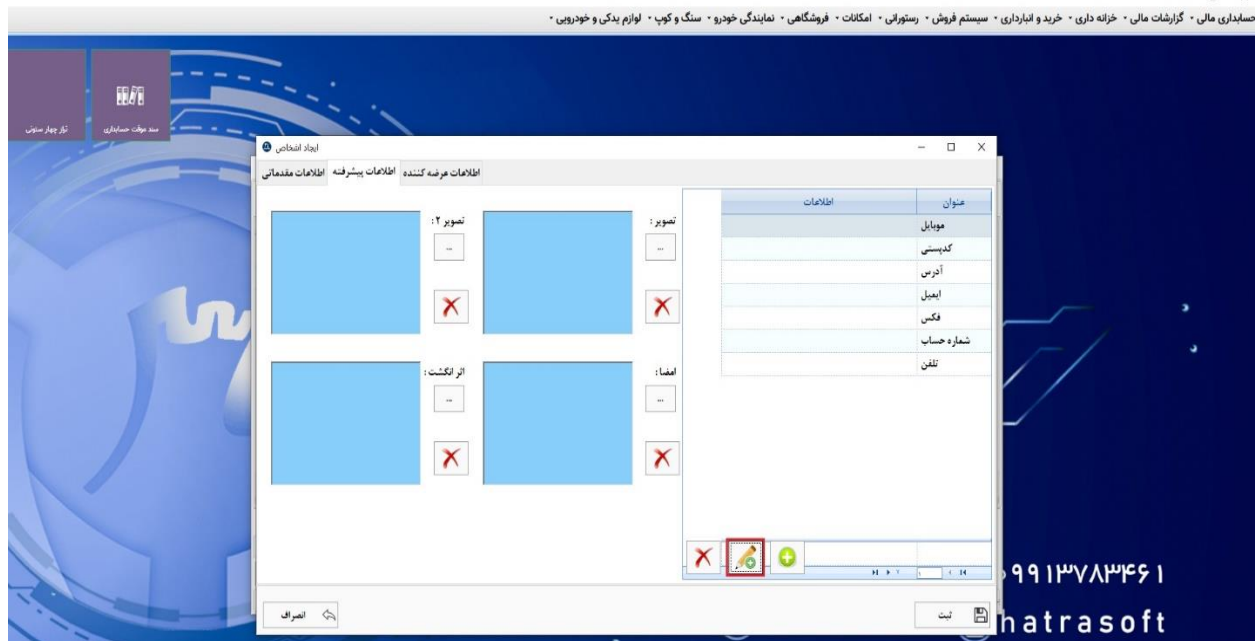 حسابداری مالی گزارشات مالی خزانه داری خرید و انبارداری سیستم فروش رستورانی امکانات فروشگاهی نمایندگی خودرو سنگ و کوپ لوازم یدکی و خودرویی
سند موقت حسابداری
تراز چهار ستونی
ایجاد اشخاص
اطلاعات مقدماتی اطلاعات پیشرفته اطلاعات عرضه کننده
عنوان اطلاعات
موبایل
کدپستی
آدرس
ایمیل
فکس
شماره حساب
تلفن
تصویر :
...
تصویر ۲ :
...
امضا :
...
اثر انگشت :
...
۱
ثبت
انصراف
۹۹۱۳۷۸۳۴۶۱
hatrasoft